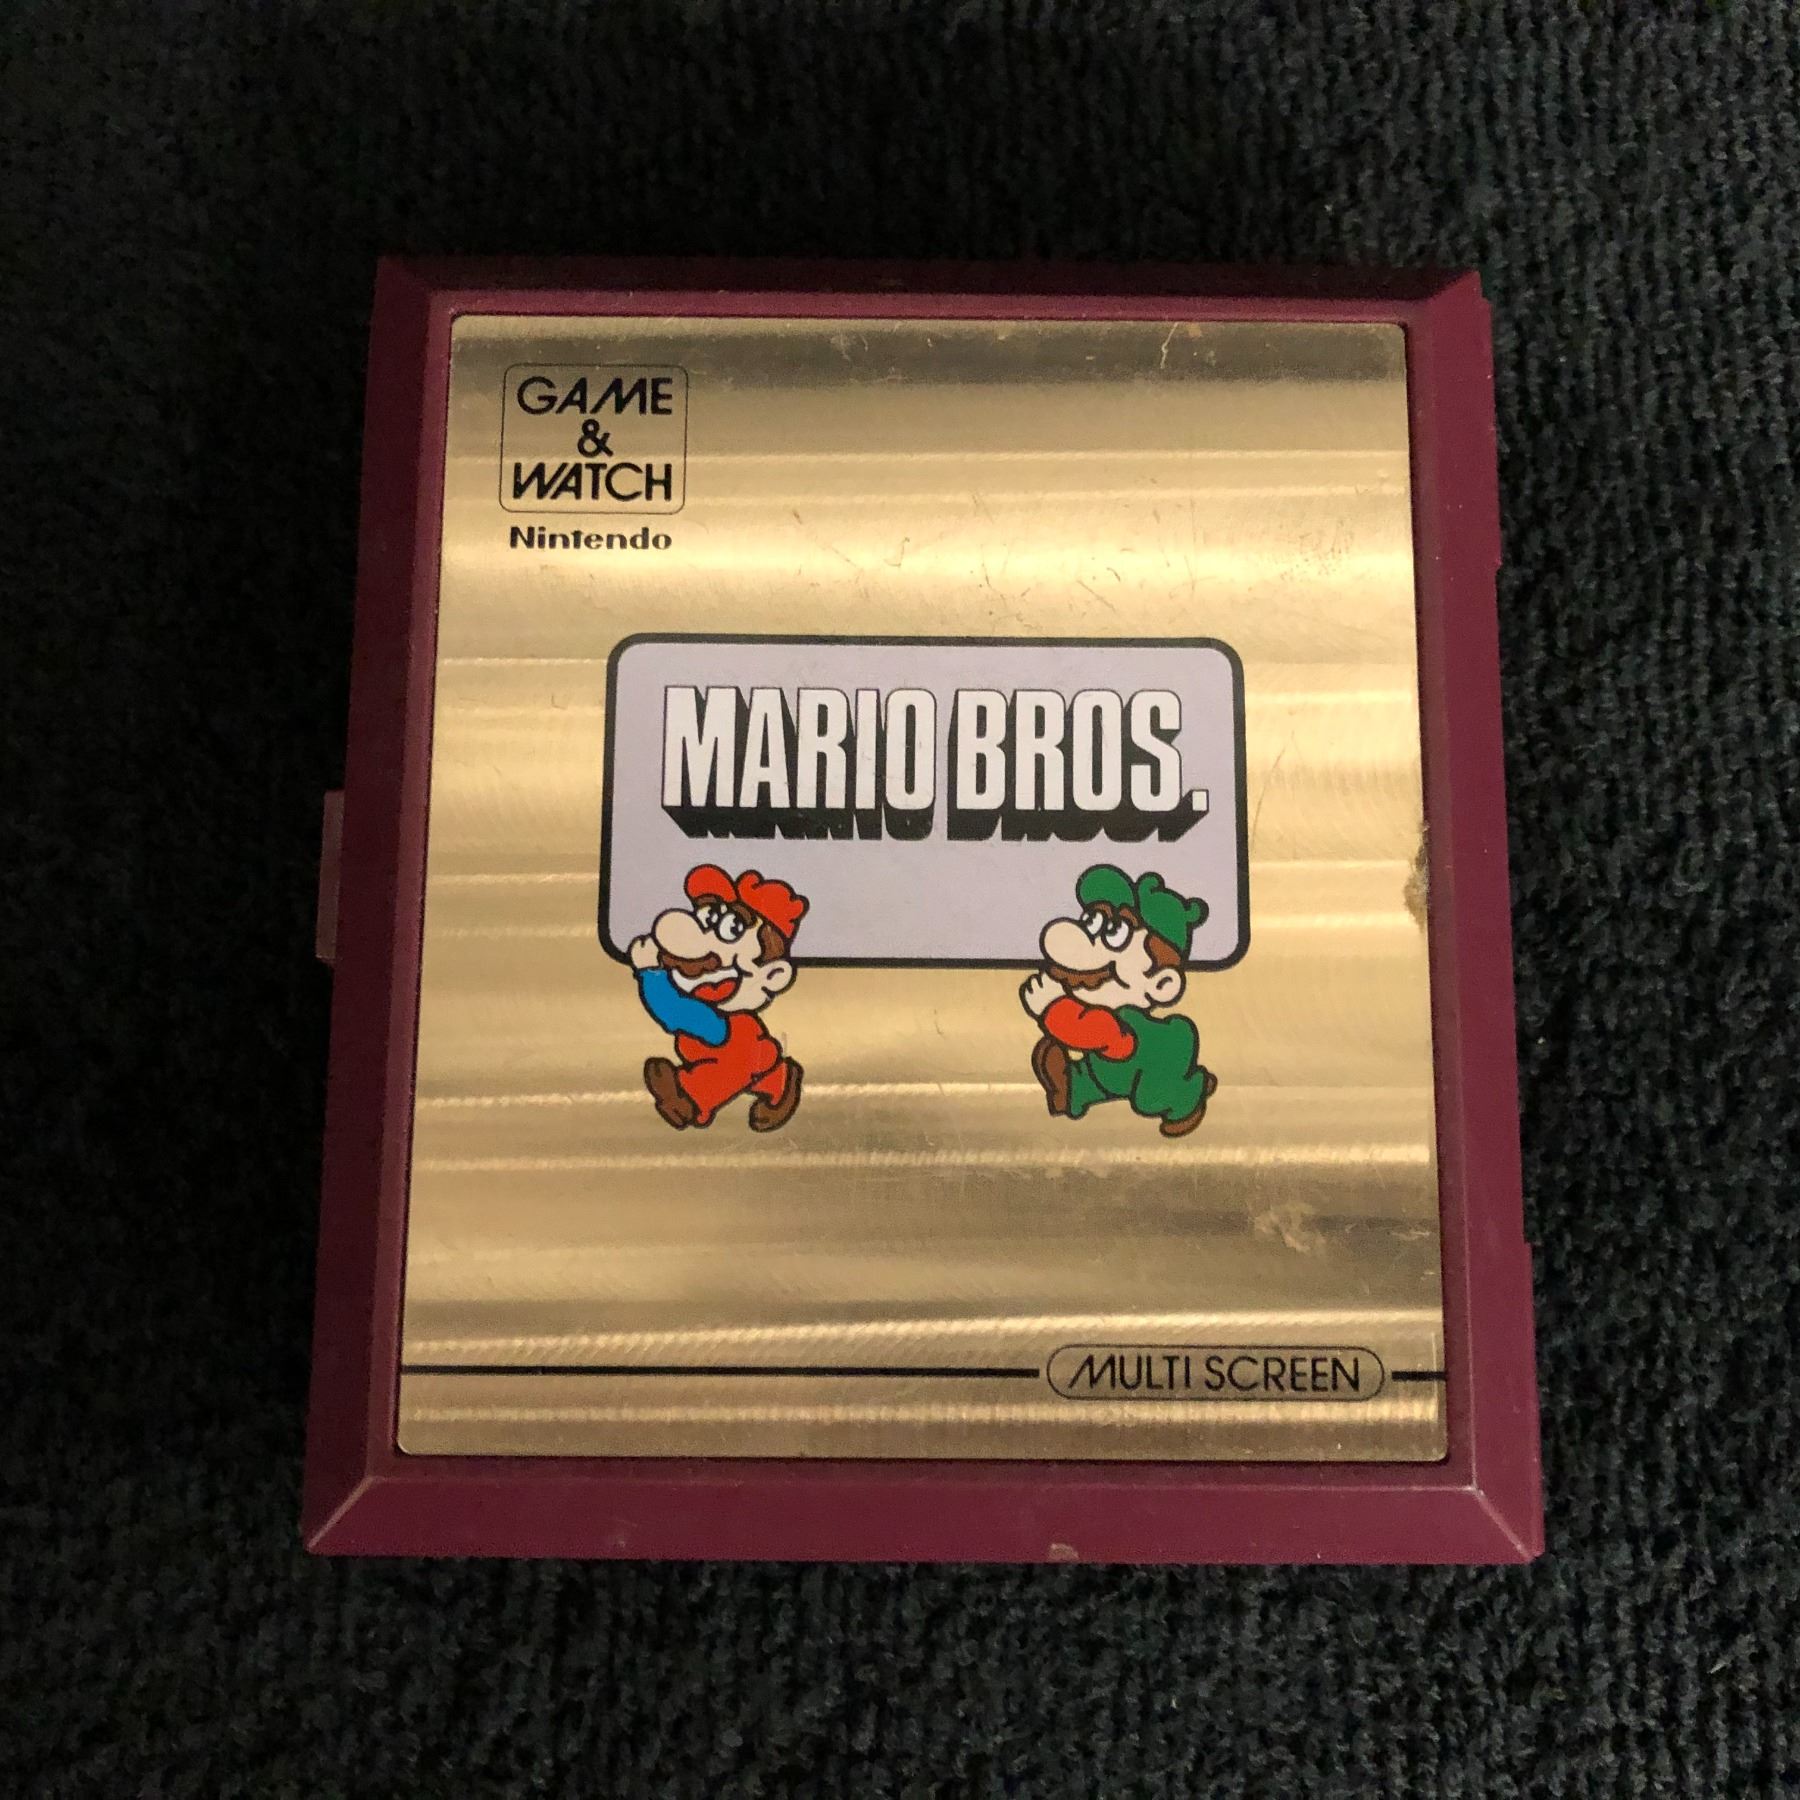 GAME
&
WATCH
Nintendo
MARIO BROS.
MULTI SCREEN